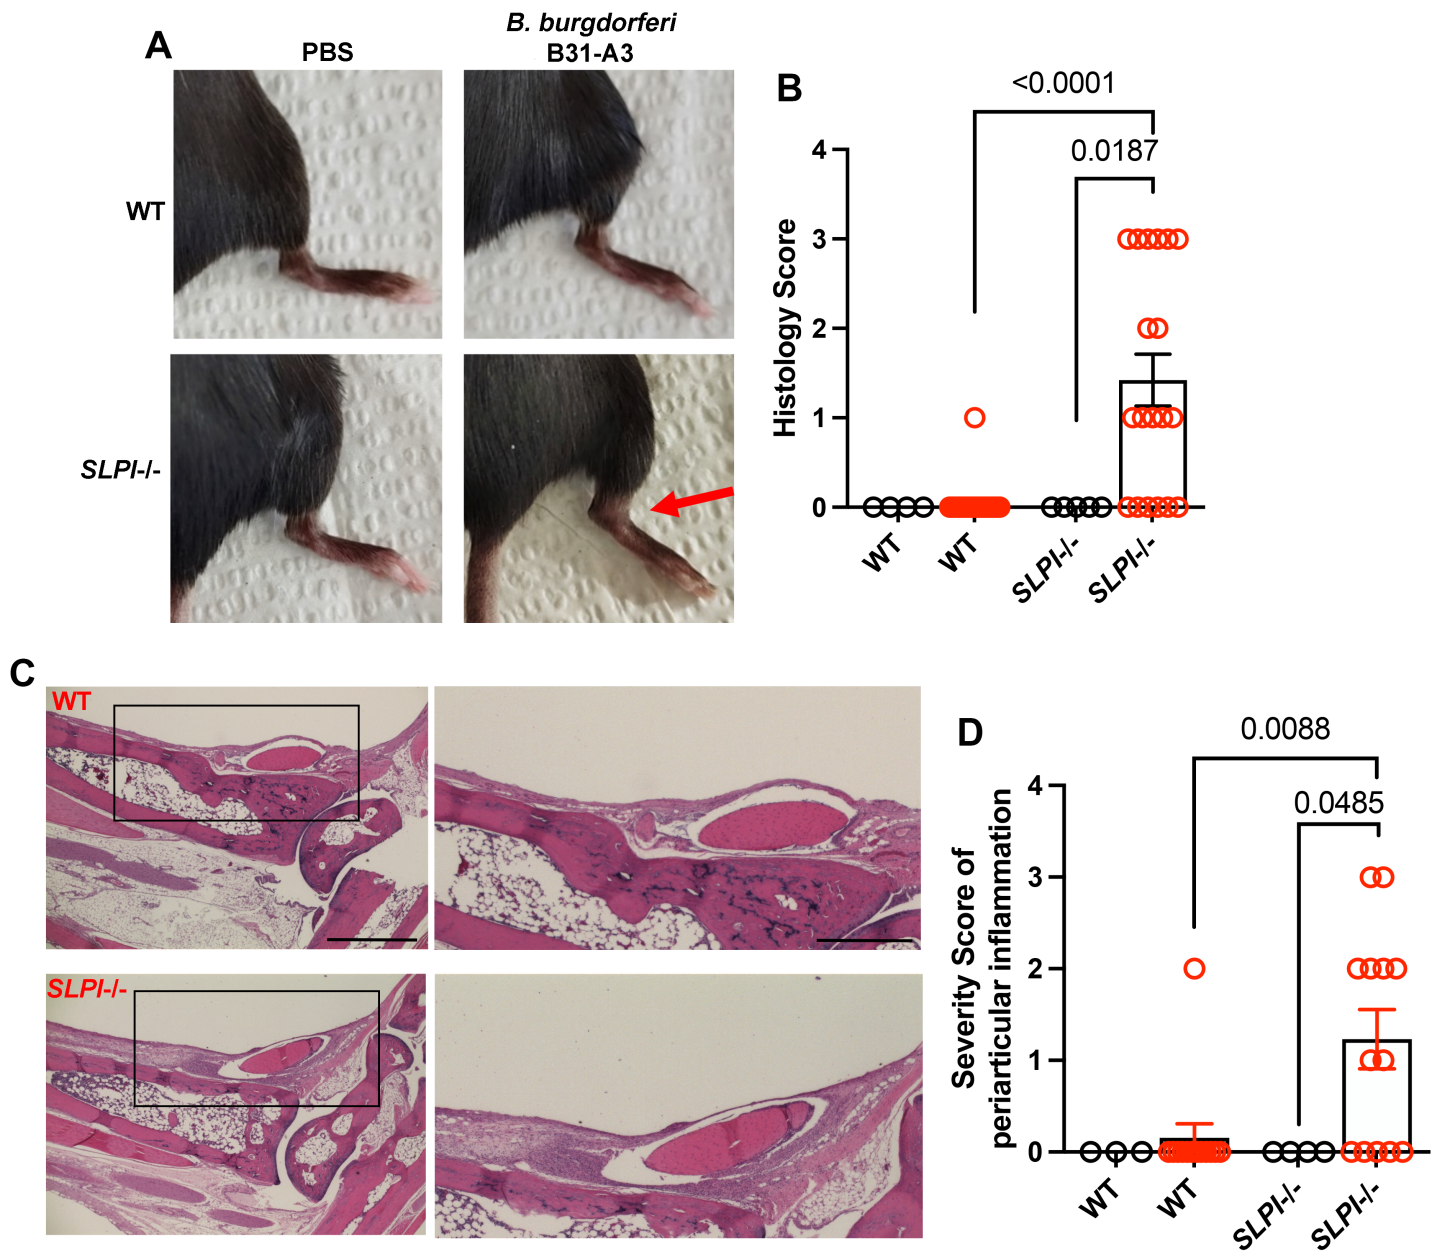 A
PBS
B. burgdorferi
B31-A3
WT
SLPI-/-
B
<0.0001
0.0187
Histology Score
4
3
2
1
0
WT
WT
SLPI-/-
SLPI-/-
C
WT
SLPI-/-
D
0.0088
0.0485
Severity Score of
periarticular inflammation
4
3
2
1
0
WT
WT
SLPI-/-
SLPI-/-